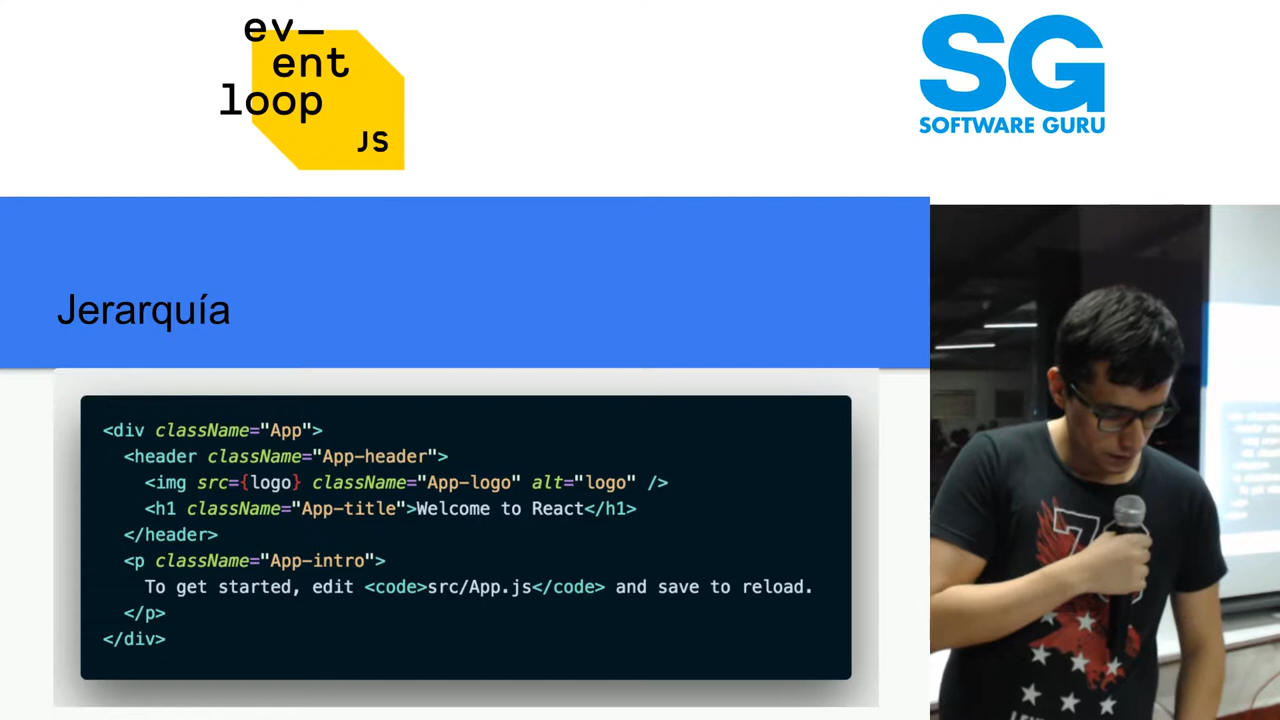 ev—
ent
loop
JS
SG
SOFTWARE GURU
Jerarquía
<div className="App">
<header className="App-header">
<img src={logo} className="App-logo" alt="logo" />
<h1 className="App-title">Welcome to React</h1>
</header>
<p className="App-intro">
To get started, edit <code>src/App.js</code> and save to reload.
</p>
</div>